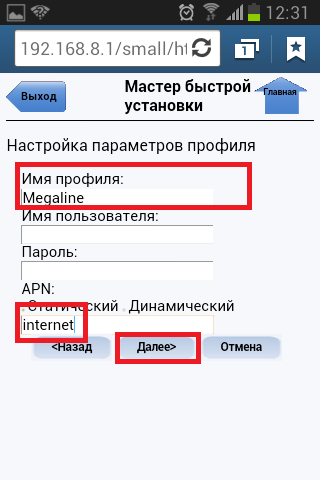 12:31
192.168.8.1/small/ht
1
Выход
Мастер быстрой установки
Главная
Настройка параметров профиля
Имя профиля:
Megaline
Имя пользователя:
Пароль:
APN:
Статический Динамический
internet
<Назад Далее> Отмена